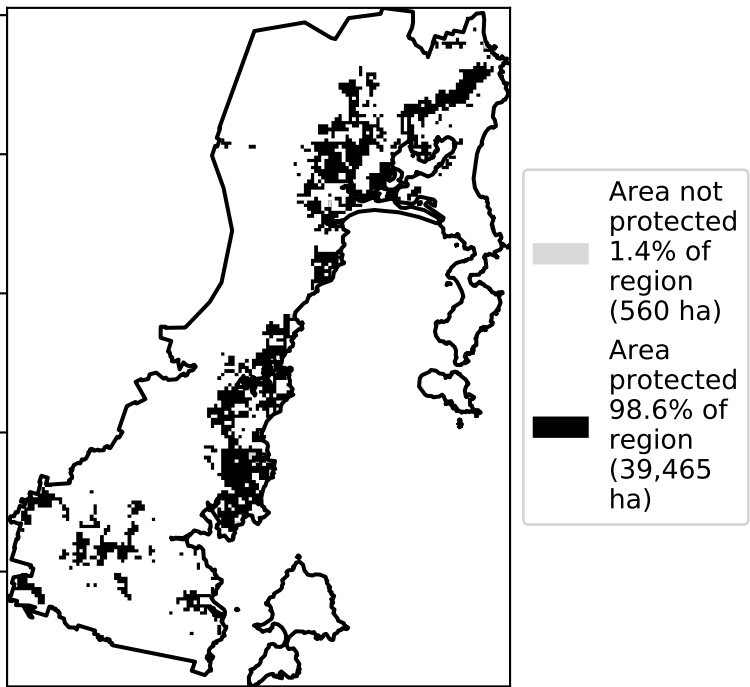 Area not
protected
1.4% of
region
(560 ha)
Area
protected
98.6% of
region
(39,465
ha)